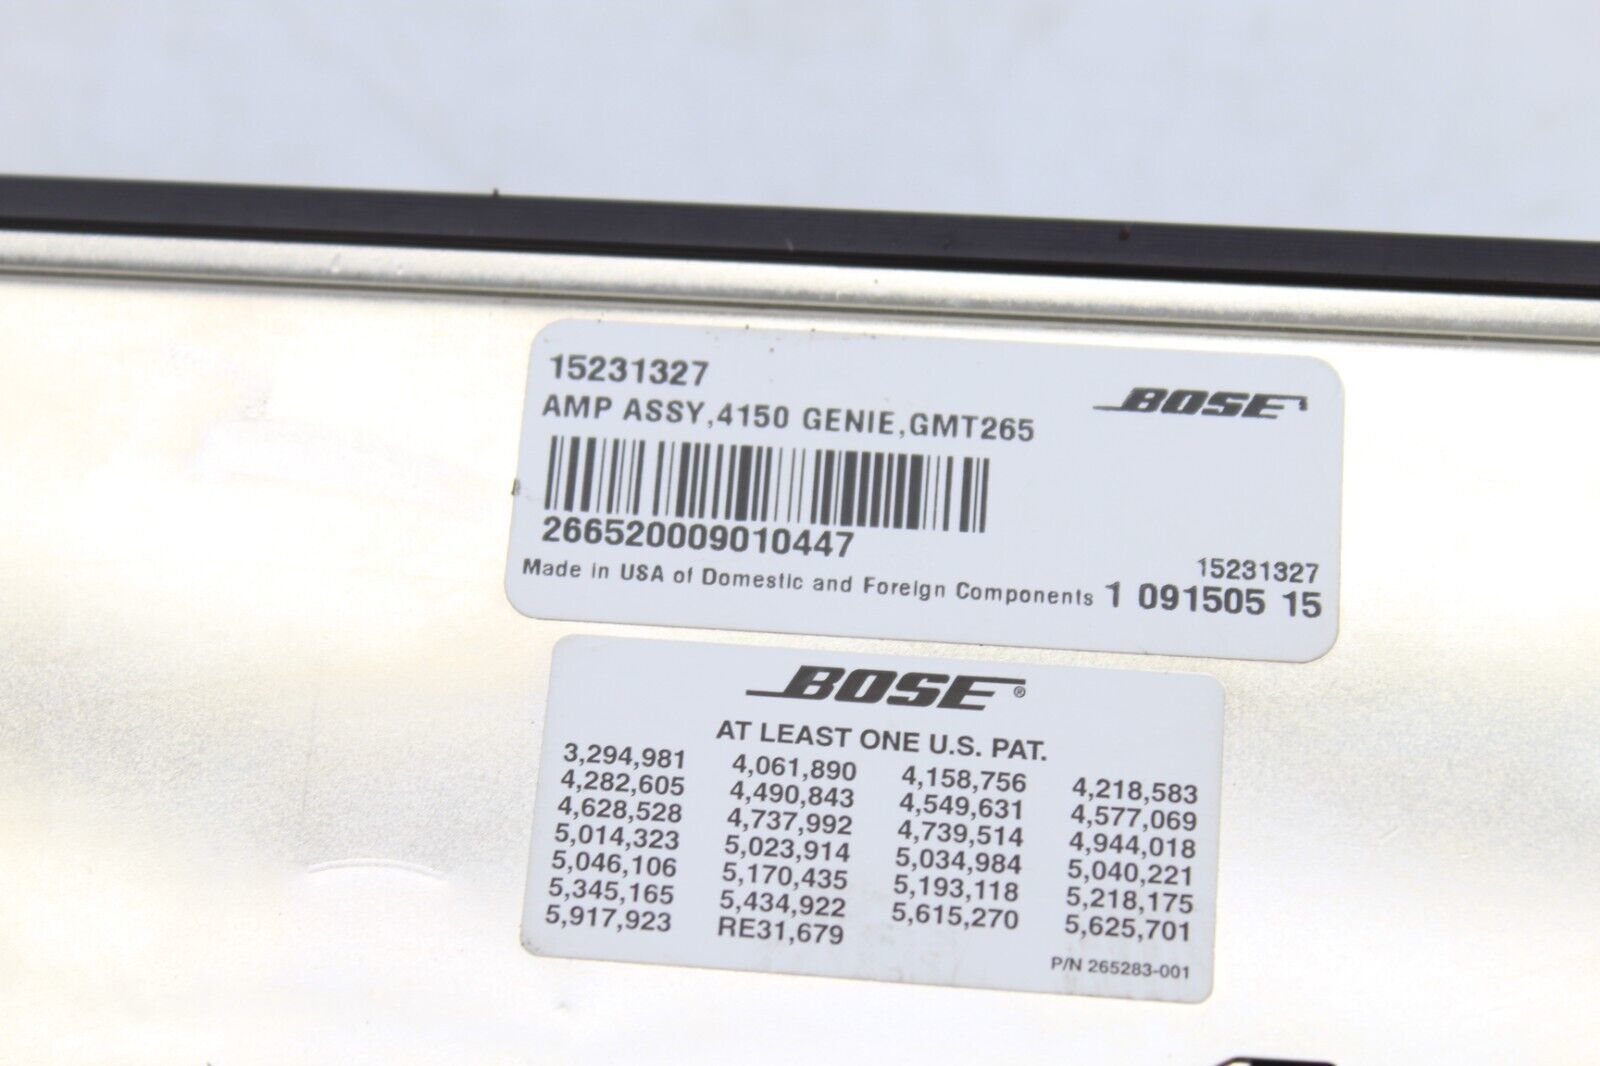 15231327
BOSE
AMP ASSY,4150 GENIE,GMT265
266520009010447
15231327
Made in USA of Domestic and Foreign Components 1 091505 15
BOSE®
AT LEAST ONE U.S. PAT.
3,294,981 4,061,890 4,158,756 4,218,583
4,282,605 4,490,843 4,549,631 4,577,069
4,628,528 4,737,992 4,739,514 4,944,018
5,014,323 5,023,914 5,034,984 5,040,221
5,046,106 5,170,435 5,193,118 5,218,175
5,345,165 5,434,922 5,615,270 5,625,701
5,917,923 RE31,679
P/N 265283-001